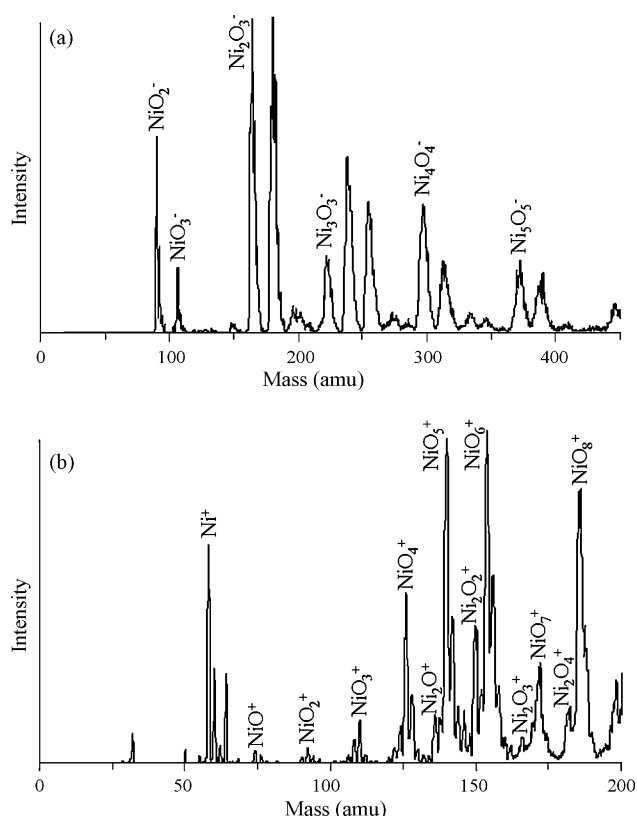 (a)
Intensity
NiO₂⁻
NiO₃⁻
Ni₂O₃⁻
Ni₃O₃⁻
Ni₄O₄⁻
Ni₅O₅⁻
0 100 200 300 400
Mass (amu)
(b)
Intensity
Ni⁺
NiO⁺
NiO₂⁺
NiO₃⁺
NiO₄⁺
Ni₂O⁺
NiO₅⁺
Ni₂O₂⁺
NiO₆⁺
Ni₂O₃⁺
NiO₇⁺
Ni₂O₄⁺
NiO₈⁺
0 50 100 150 200
Mass (amu)